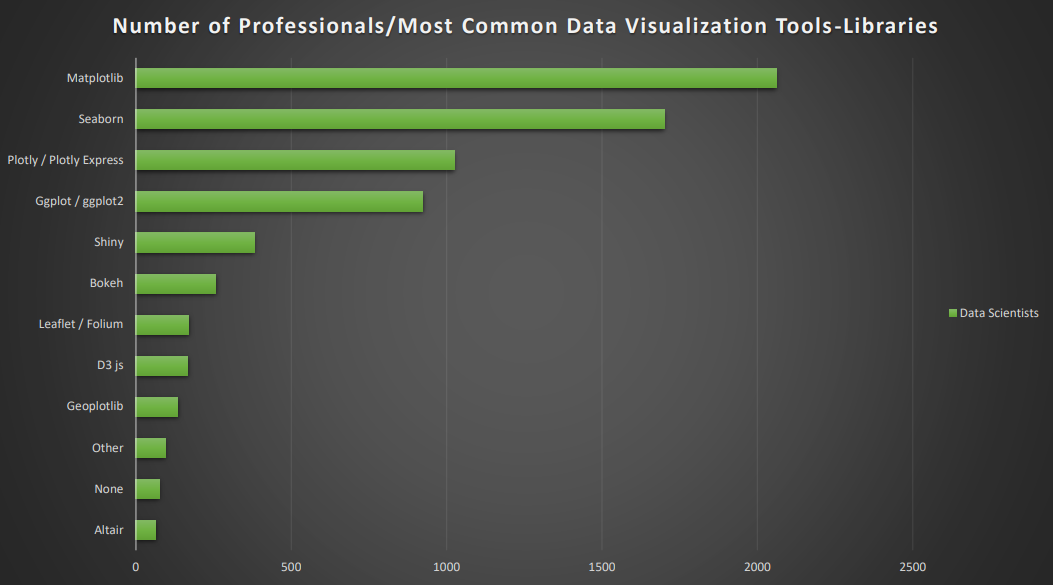 Number of Professionals/Most Common Data Visualization Tools-Libraries
Matplotlib
Seaborn
Plotly / Plotly Express
Ggplot / ggplot2
Shiny
Bokeh
Leaflet / Folium
D3 js
Geoplotlib
Other
None
Altair
0 500 1000 1500 2000 2500
Data Scientists